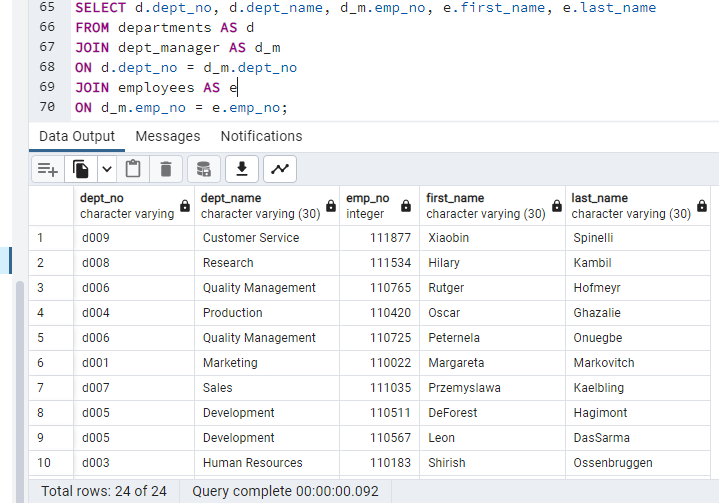 65 SELECT d.dept_no, d.dept_name, d_m.emp_no, e.first_name, e.last_name
66 FROM departments AS d
67 JOIN dept_manager AS d_m
68 ON d.dept_no = d_m.dept_no
69 JOIN employees AS e
70 ON d_m.emp_no = e.emp_no;
Data Output Messages Notifications
dept_no dept_name emp_no first_name last_name
character varying character varying (30) integer character varying (30) character varying (30)
1 d009 Customer Service 111877 Xiaobin Spinelli
2 d008 Research 111534 Hilary Kambil
3 d006 Quality Management 110765 Rutger Hofmeyr
4 d004 Production 110420 Oscar Ghazalie
5 d006 Quality Management 110725 Peternela Onuegbe
6 d001 Marketing 110022 Margareta Markovitch
7 d007 Sales 111035 Przemyslawa Kaelbling
8 d005 Development 110511 DeForest Hagimont
9 d005 Development 110567 Leon DasSarma
10 d003 Human Resources 110183 Shirish Ossenbruggen
Total rows: 24 of 24 Query complete 00:00:00.092